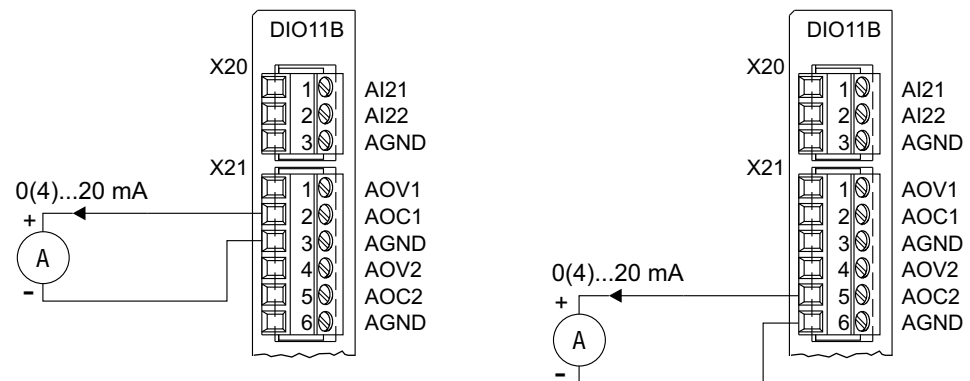 DIO11B
X20
1 AI21
2 AI22
3 AGND
X21
1 AOV1
0(4)...20 mA
2 AOC1
+
3 AGND
A
4 AOV2
-
5 AOC2
6 AGND
DIO11B
X20
1 AI21
2 AI22
3 AGND
X21
1 AOV1
2 AOC1
3 AGND
4 AOV2
0(4)...20 mA
5 AOC2
+
6 AGND
A
-